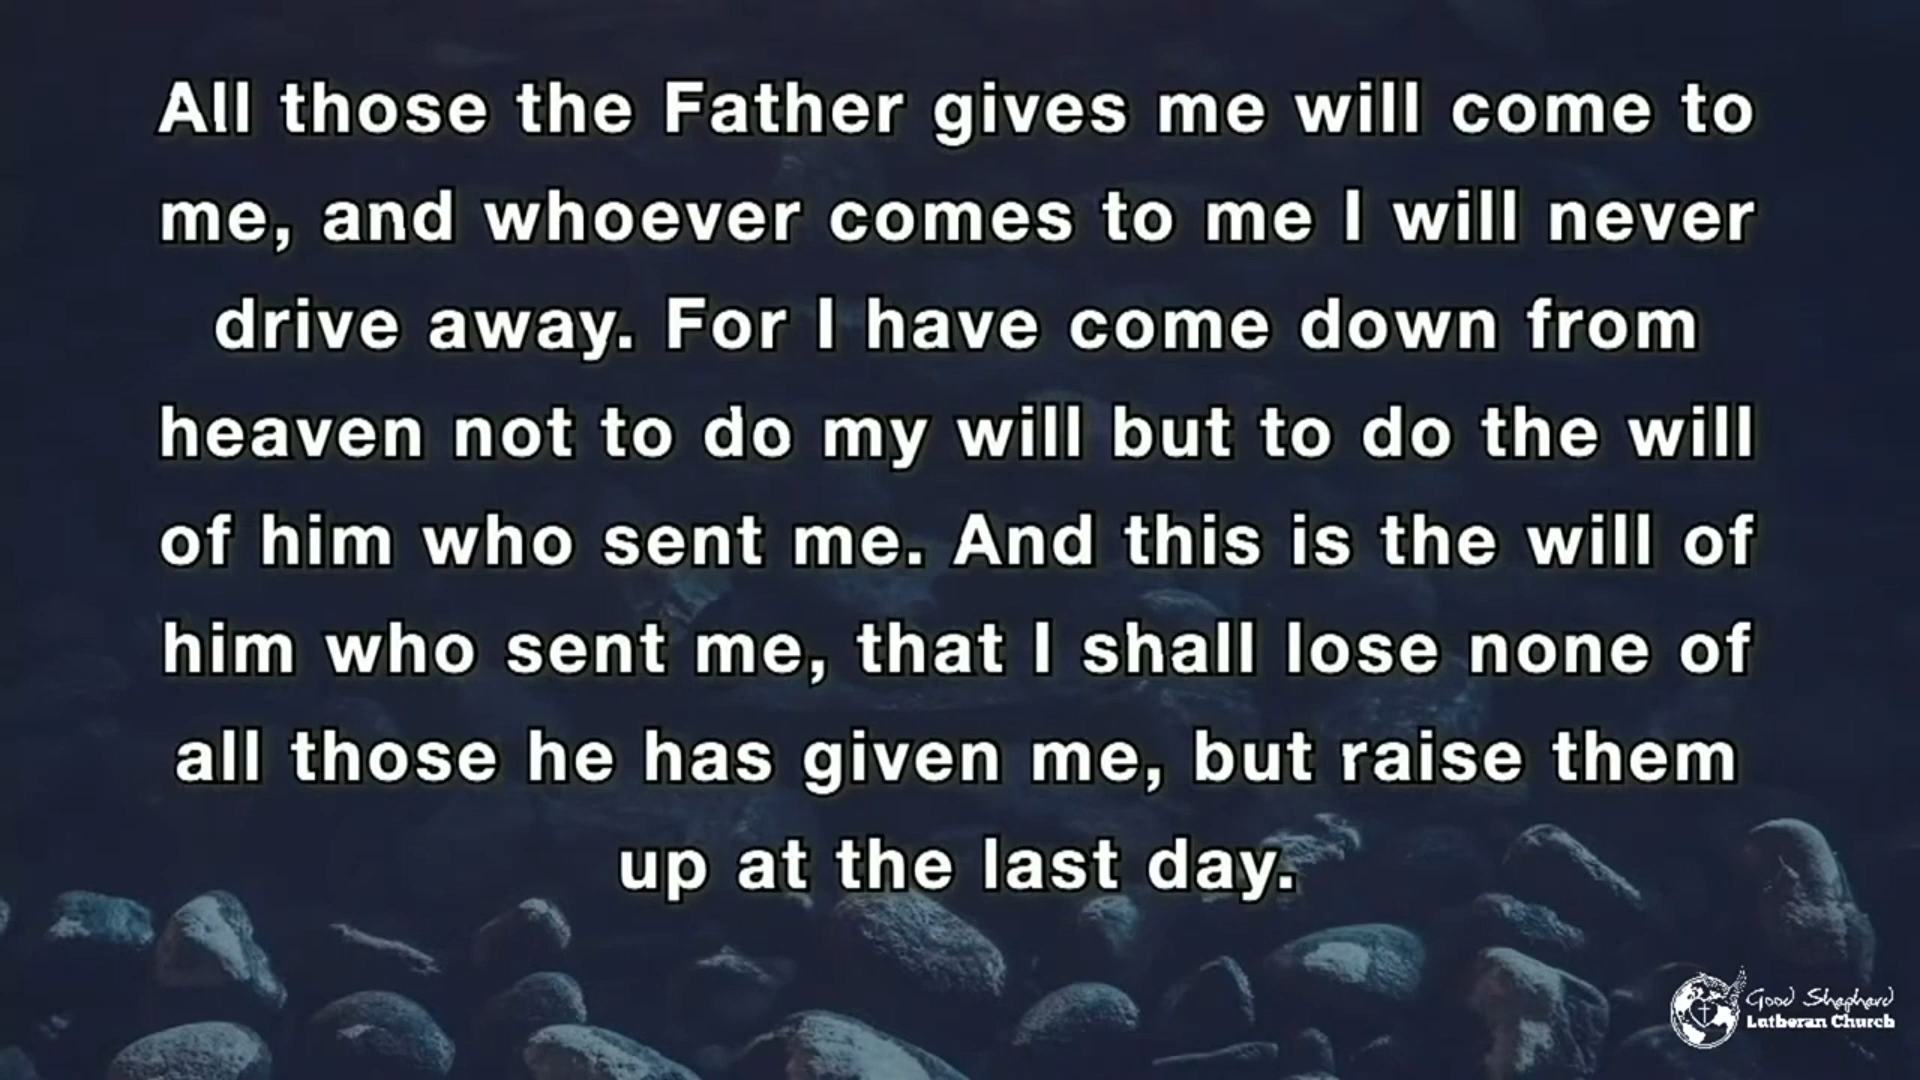 All those the Father gives me will come to
me, and whoever comes to me I will never
drive away. For I have come down from
heaven not to do my will but to do the will
of him who sent me. And this is the will of
him who sent me, that I shall lose none of
all those he has given me, but raise them
up at the last day.
Good Shepherd
Lutheran Church